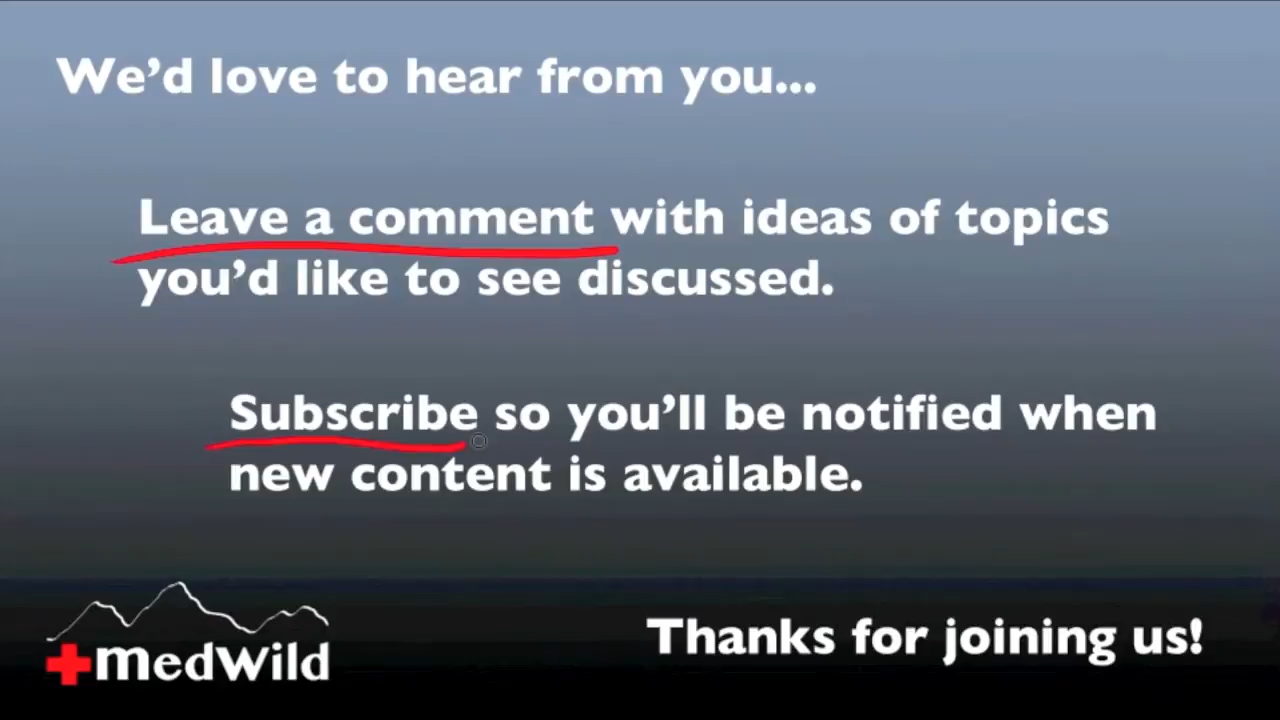 We’d love to hear from you...
Leave a comment with ideas of topics
you’d like to see discussed.
Subscribe so you’ll be notified when
new content is available.
medwild
Thanks for joining us!